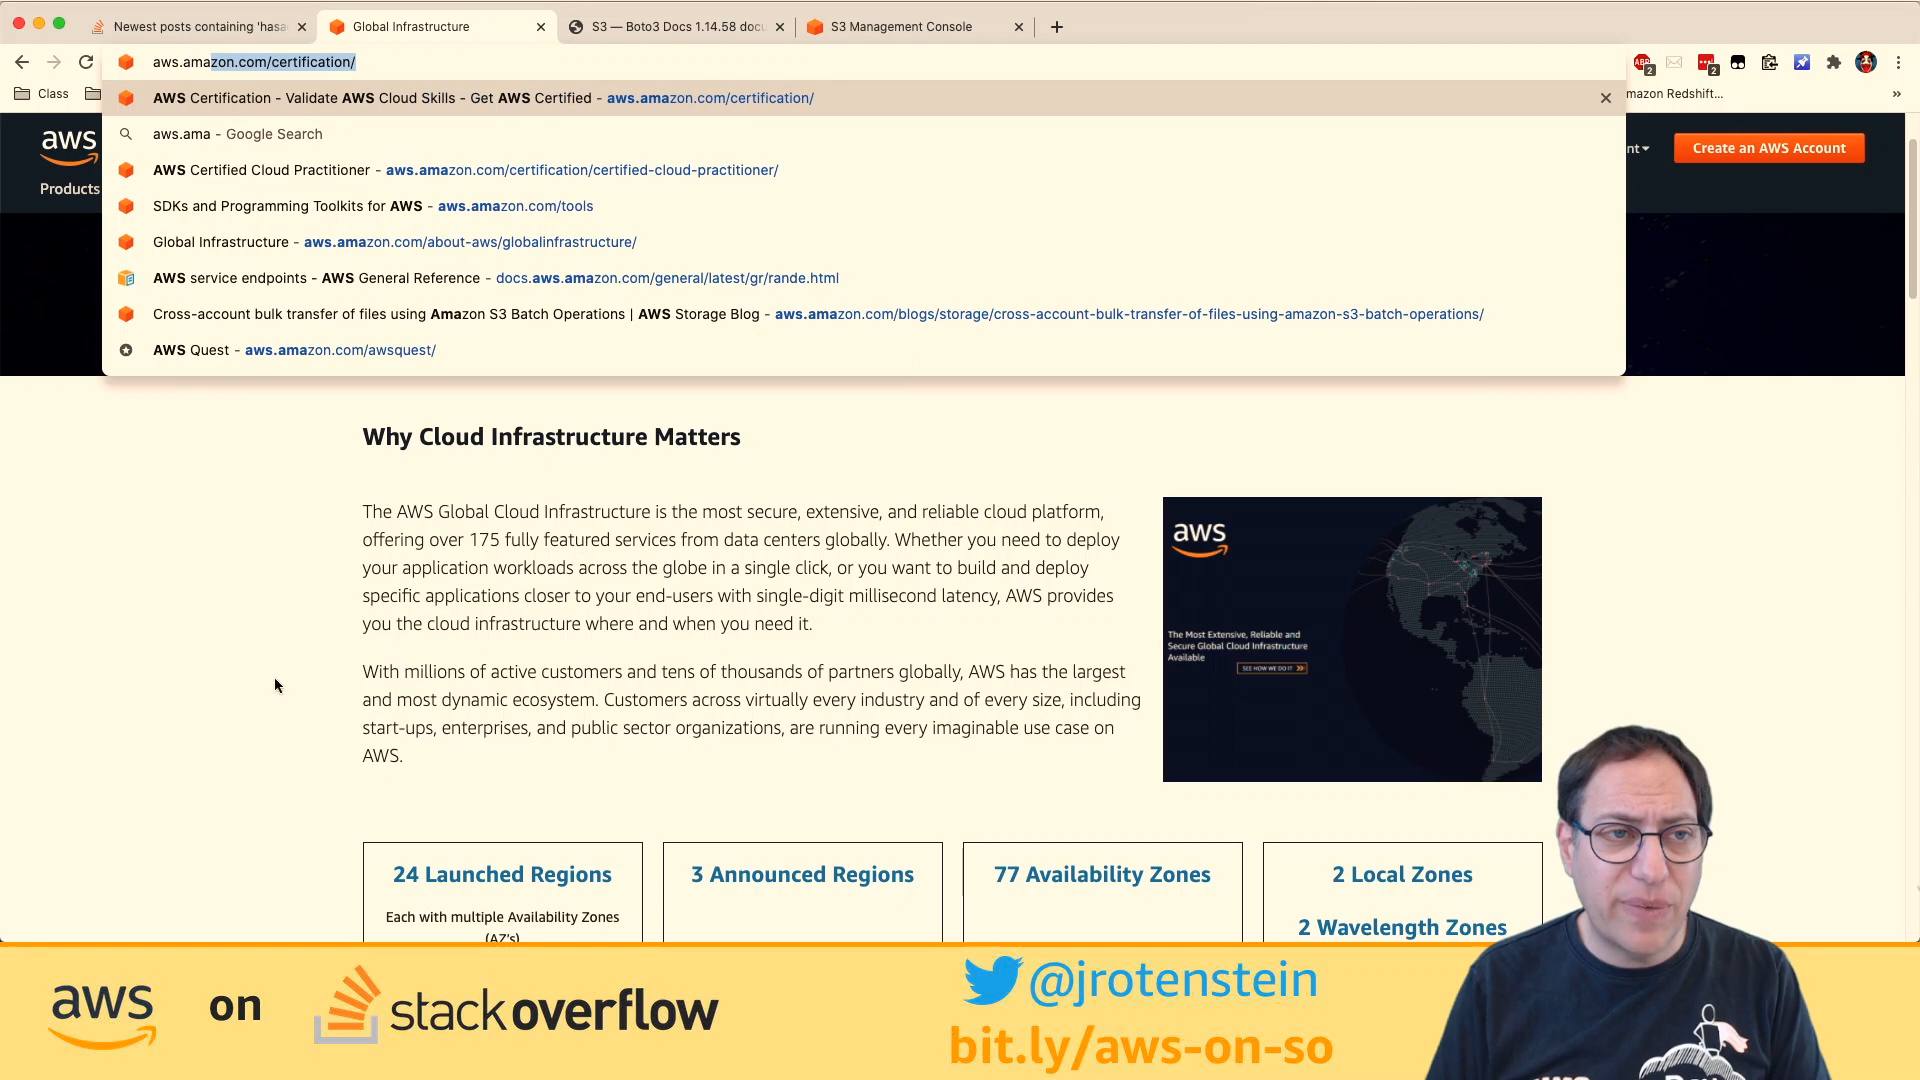 Newest posts containing 'hasa
Global Infrastructure
S3 — Boto3 Docs 1.14.58 docu
S3 Management Console
aws.amazon.com/certification/
2
2
Class
mazon Redshift...
AWS Certification - Validate AWS Cloud Skills - Get AWS Certified - aws.amazon.com/certification/
aws.ama - Google Search
AWS Certified Cloud Practitioner - aws.amazon.com/certification/certified-cloud-practitioner/
SDKs and Programming Toolkits for AWS - aws.amazon.com/tools
Global Infrastructure - aws.amazon.com/about-aws/globalinfrastructure/
AWS service endpoints - AWS General Reference - docs.aws.amazon.com/general/latest/gr/rande.html
Cross-account bulk transfer of files using Amazon S3 Batch Operations | AWS Storage Blog - aws.amazon.com/blogs/storage/cross-account-bulk-transfer-of-files-using-amazon-s3-batch-operations/
AWS Quest - aws.amazon.com/awsquest/
aws
nt
Create an AWS Account
Products
Why Cloud Infrastructure Matters
The AWS Global Cloud Infrastructure is the most secure, extensive, and reliable cloud platform,
offering over 175 fully featured services from data centers globally. Whether you need to deploy
your application workloads across the globe in a single click, or you want to build and deploy
specific applications closer to your end-users with single-digit millisecond latency, AWS provides
you the cloud infrastructure where and when you need it.
With millions of active customers and tens of thousands of partners globally, AWS has the largest
and most dynamic ecosystem. Customers across virtually every industry and of every size, including
start-ups, enterprises, and public sector organizations, are running every imaginable use case on
AWS.
aws
The Most Extensive, Reliable and
Secure Global Cloud Infrastructure
Available
SEE HOW WE DO IT
24 Launched Regions
Each with multiple Availability Zones
(AZ's)
3 Announced Regions
77 Availability Zones
2 Local Zones
2 Wavelength Zones
aws on stackoverflow
@jrotenstein
bit.ly/aws-on-so